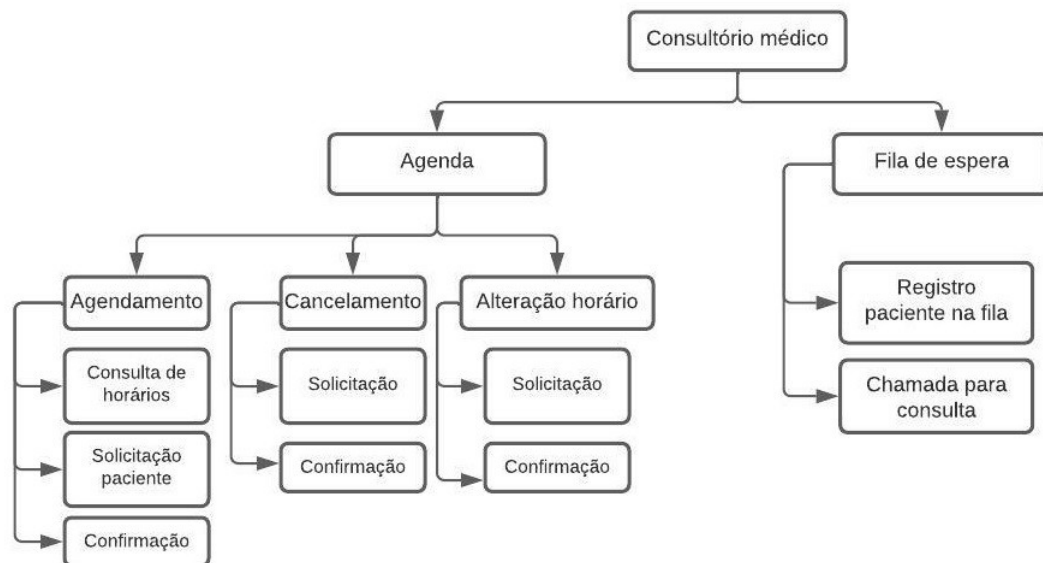 Consultório médico
Agenda
Fila de espera
Agendamento
Cancelamento
Alteração horário
Registro
paciente na fila
Consulta de
horários
Solicitação
Solicitação
Chamada para
consulta
Solicitação
paciente
Confirmação
Confirmação
Confirmação